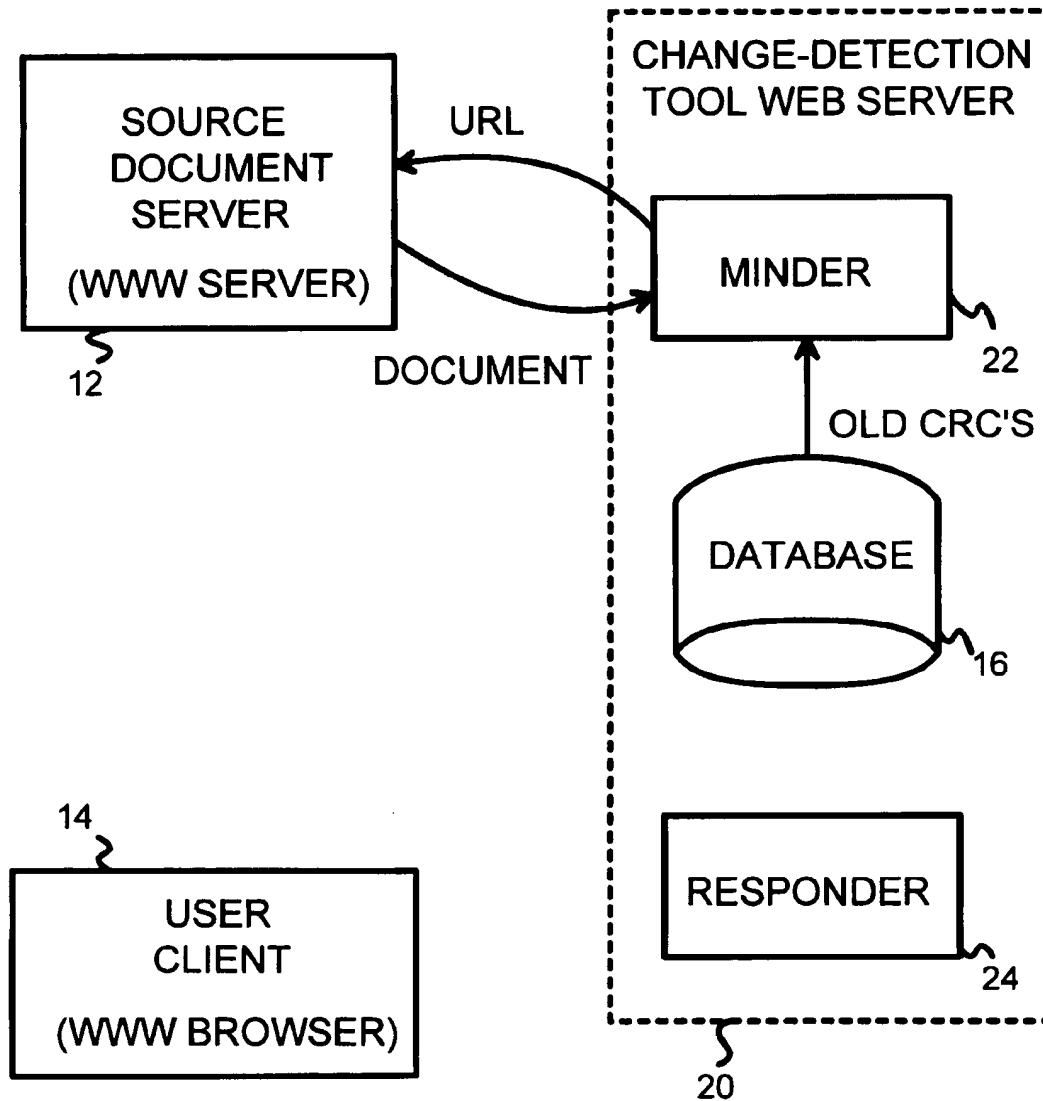 CHANGE-DETECTION
TOOL WEB SERVER
SOURCE
DOCUMENT
SERVER
(WWW SERVER)
12
URL
DOCUMENT
MINDER
22
OLD CRC'S
DATABASE
16
14
USER
CLIENT
(WWW BROWSER)
RESPONDER
24
20